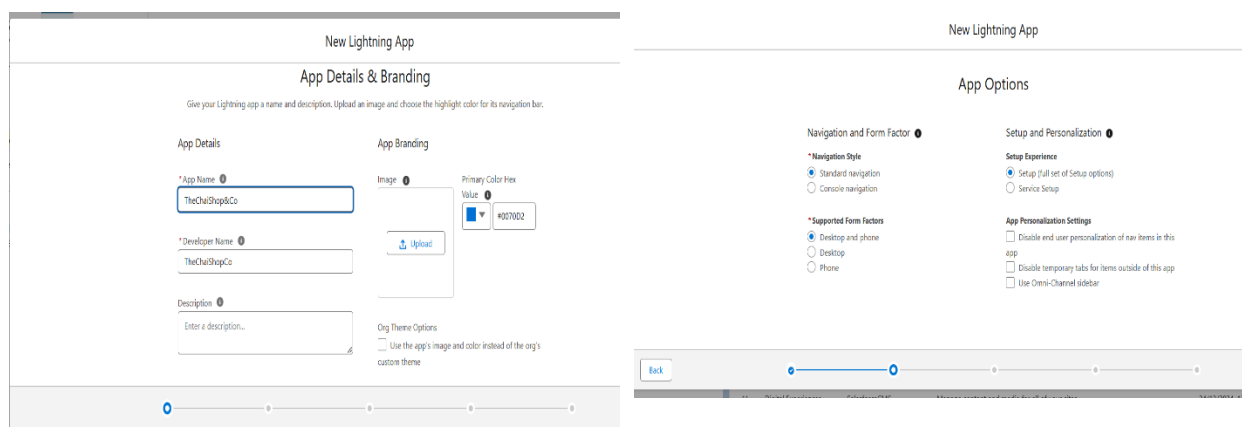 New Lightning App
App Details & Branding
Give your Lightning app a name and description. Upload an image and choose the highlight color for its navigation bar.
App Details
* App Name
TheChaiShop&Co
* Developer Name
TheChaiShopCo
Description
Enter a description...
App Branding
Image
Upload
Primary Color Hex
Value
#0070D2
Org Theme Options
Use the app's image and color instead of the org's
custom theme
New Lightning App
App Options
Navigation and Form Factor
* Navigation Style
Standard navigation
Console navigation
* Supported Form Factors
Desktop and phone
Desktop
Phone
Setup and Personalization
Setup Experience
Setup (full set of Setup options)
Service Setup
App Personalization Settings
Disable end user personalization of nav items in this
app
Disable temporary tabs for items outside of this app
Use Omni-Channel sidebar
Back